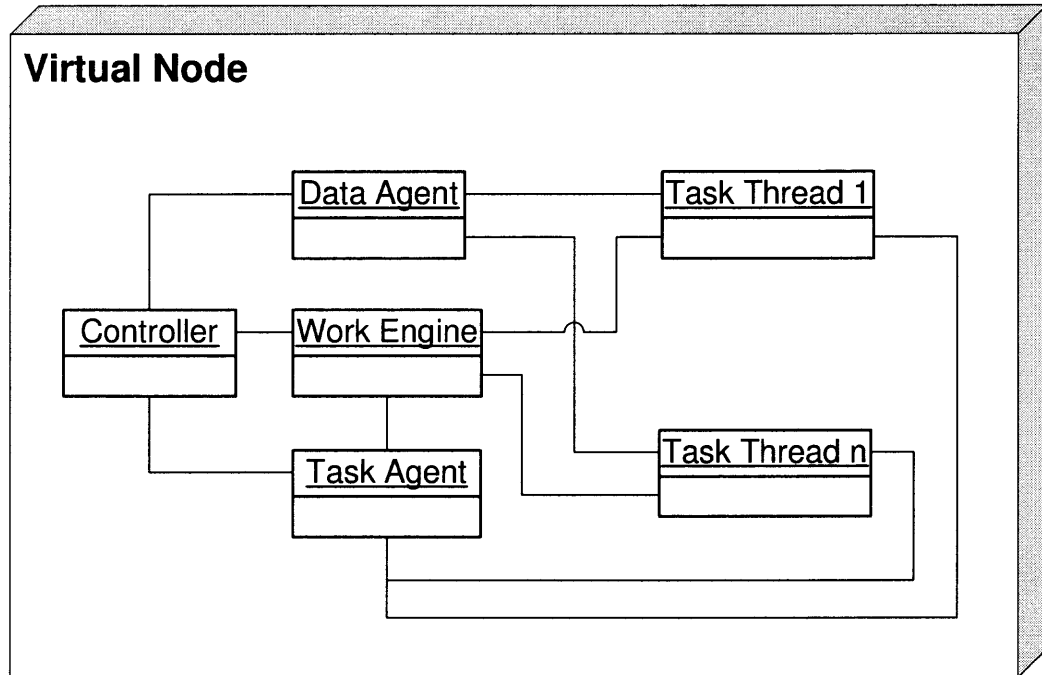 Virtual Node
Data Agent
Task Thread 1
Controller
Work Engine
Task Thread n
Task Agent